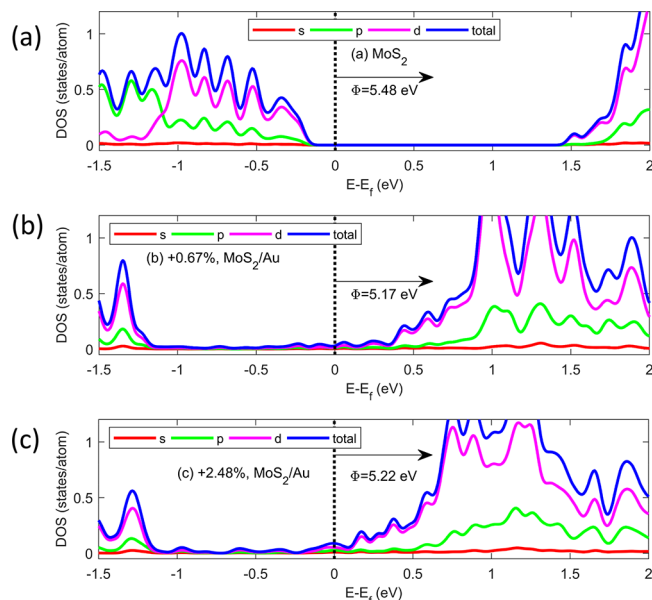 (a)
s p d total
(a) MoS2
Φ=5.48 eV
DOS (states/atom)
1
0.5
0
-1.5 -1 -0.5 0 0.5 1 1.5 2
E-Ef (eV)
(b)
s p d total
(b) +0.67%, MoS2/Au
Φ=5.17 eV
DOS (states/atom)
1
0.5
0
-1.5 -1 -0.5 0 0.5 1 1.5 2
E-Ef (eV)
(c)
s p d total
(c) +2.48%, MoS2/Au
Φ=5.22 eV
DOS (states/atom)
1
0.5
0
-1.5 -1 -0.5 0 0.5 1 1.5 2
E-Ef (eV)